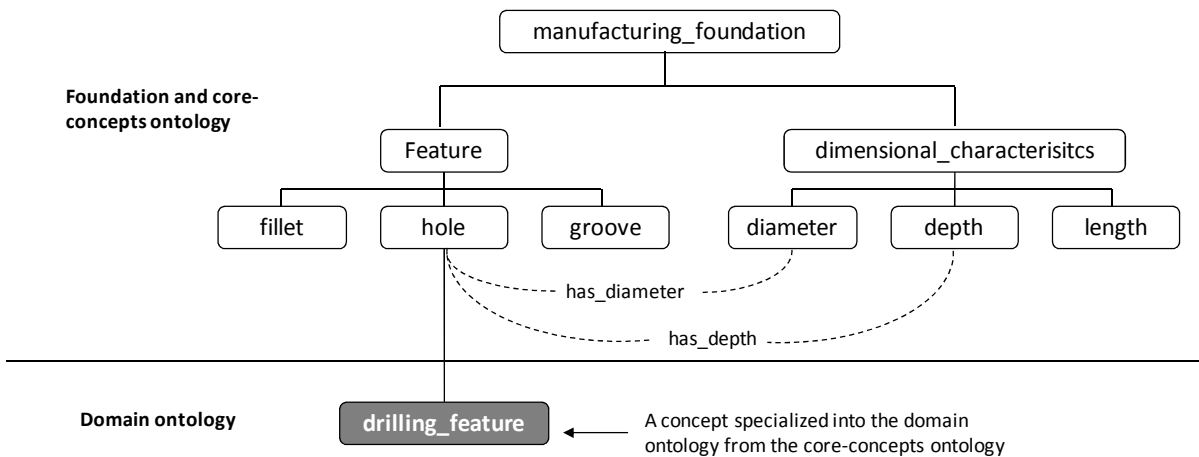 manufacturing_foundation
Foundation and core-
concepts ontology
Feature
dimensional_characterisitcs
fillet
hole
groove
diameter
depth
length
has_diameter
has_depth
Domain ontology
drilling_feature
A concept specialized into the domain
ontology from the core-concepts ontology